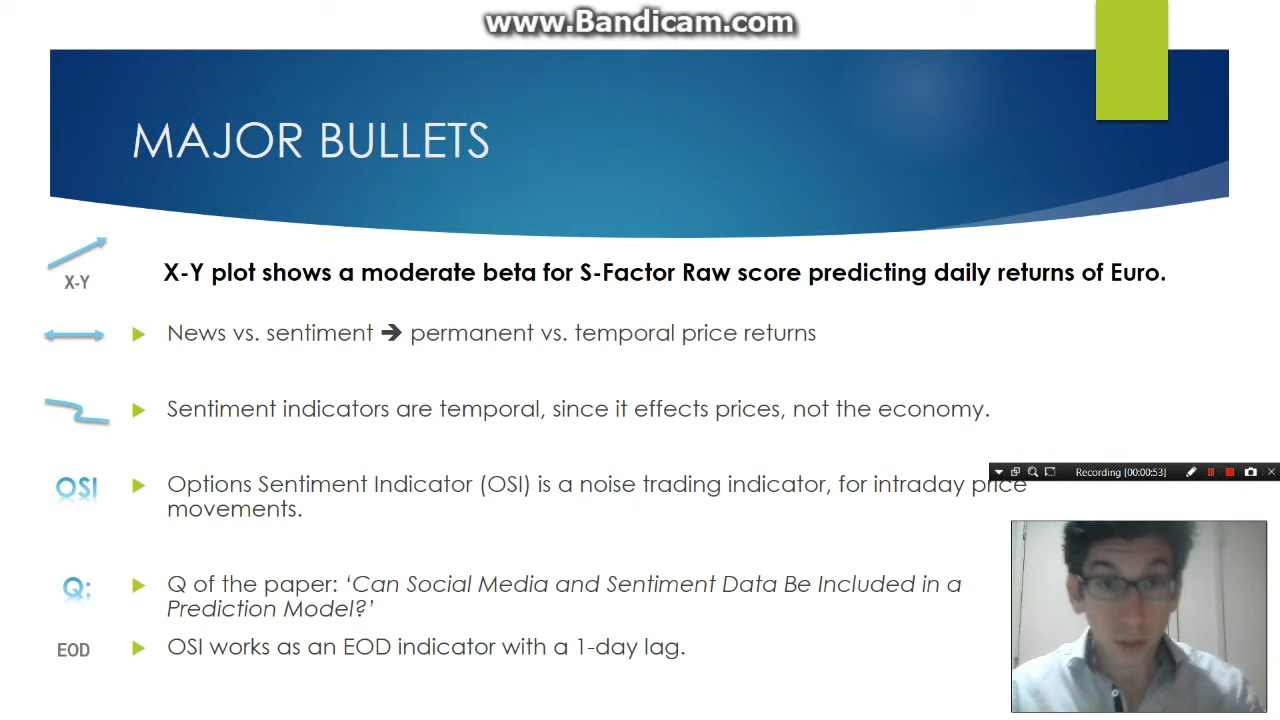 www.Bandicam.com
MAJOR BULLETS
X-Y
X-Y plot shows a moderate beta for S-Factor Raw score predicting daily returns of Euro.
News vs. sentiment ➔ permanent vs. temporal price returns
Sentiment indicators are temporal, since it effects prices, not the economy.
Recording [00:00:53]
OSI
Options Sentiment Indicator (OSI) is a noise trading indicator, for intraday price
movements.
Q:
Q of the paper: ‘Can Social Media and Sentiment Data Be Included in a
Prediction Model?’
EOD
OSI works as an EOD indicator with a 1-day lag.